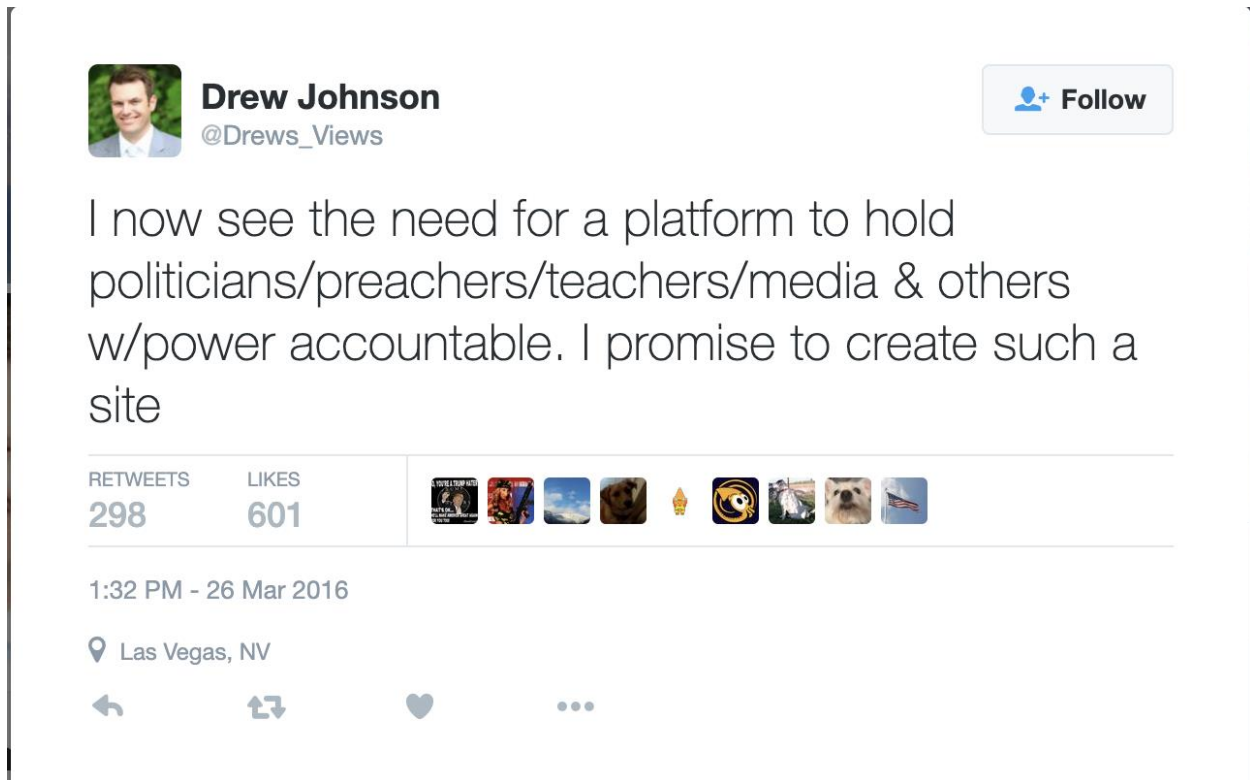 Drew Johnson
@Drews_Views
Follow
I now see the need for a platform to hold
politicians/preachers/teachers/media & others
w/power accountable. I promise to create such a
site
RETWEETS LIKES
298 601
1:32 PM - 26 Mar 2016
Las Vegas, NV